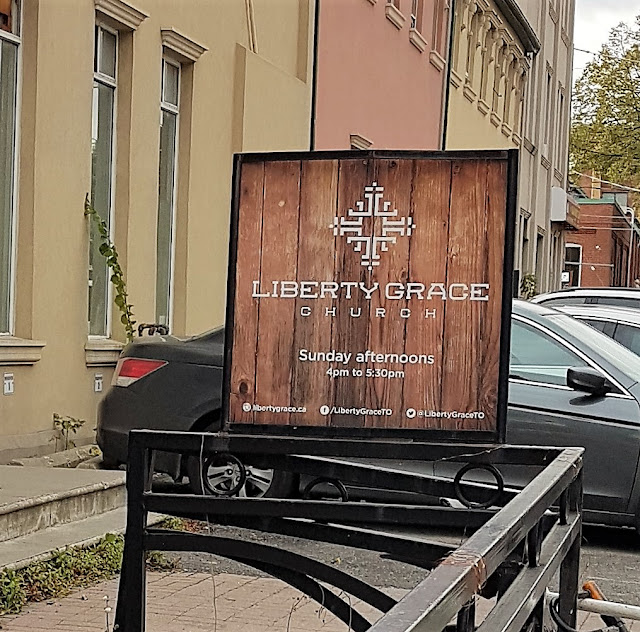 LIBERTY GRACE
CHURCH
Sunday afternoons
4pm to 5:30pm
libertygrace.ca /LibertyGraceTO @LibertyGraceTO